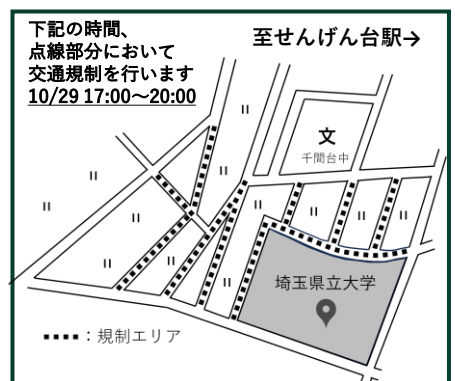 下記の時間、
点線部分において
交通規制を行います
10/29 17:00～20:00
至せんげん台駅→
文
千間台中
埼玉県立大学
：規制エリア